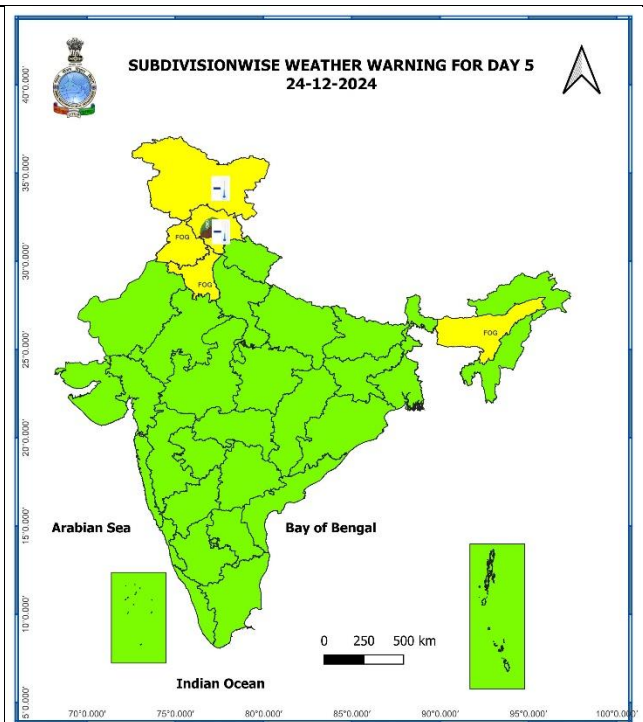 SUBDIVISIONWISE WEATHER WARNING FOR DAY 5
24-12-2024
40°0.000'
35°0.000'
30°0.000'
25°0.000'
20°0.000'
15°0.000'
10°0.000'
5°0.000'
FOG
FOG
FOG
Arabian Sea
Bay of Bengal
0 250 500 km
Indian Ocean
70°0.000' 75°0.000' 80°0.000' 85°0.000' 90°0.000' 95°0.000' 100°0.000'